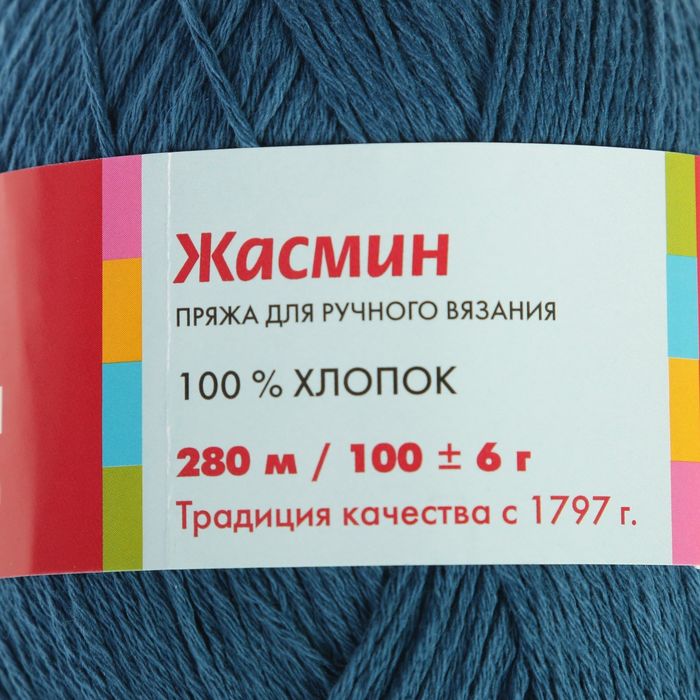 Жасмин
ПРЯЖА ДЛЯ РУЧНОГО ВЯЗАНИЯ
100 % ХЛОПОК
280 м / 100 ± 6 г
Традиция качества с 1797 г.